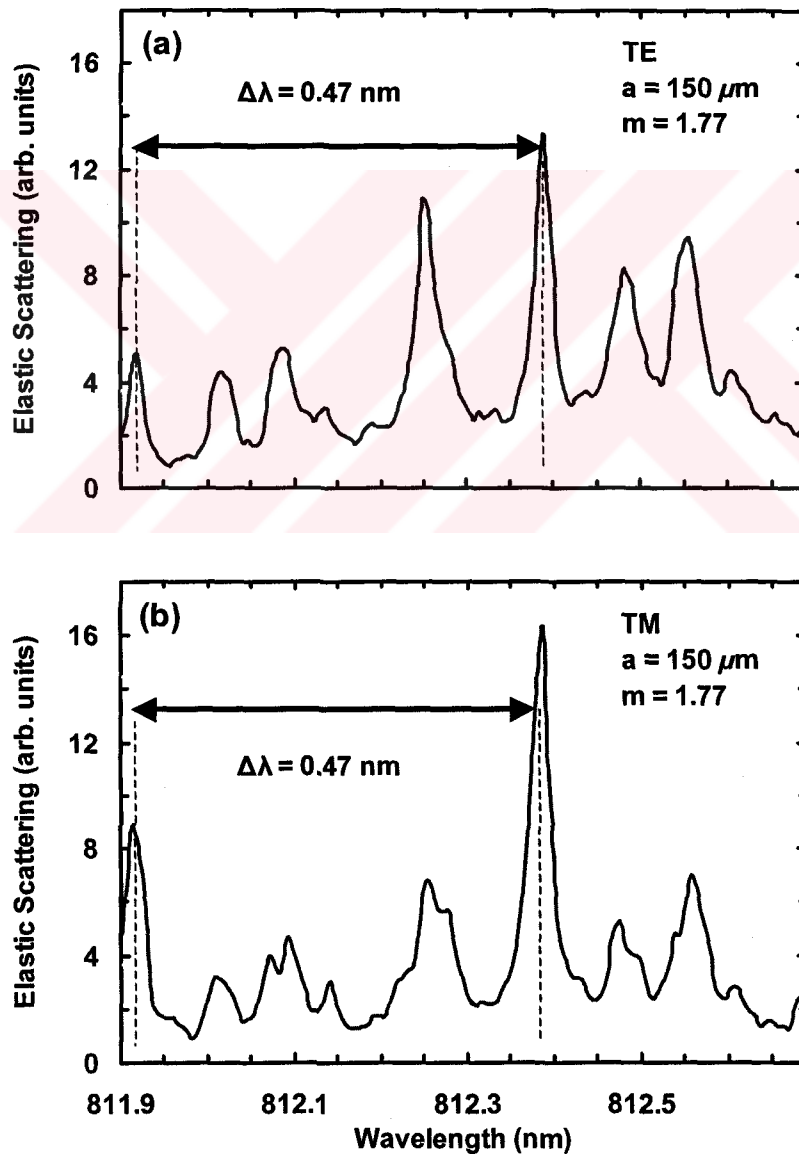 (a)
TE
a = 150 µm
m = 1.77
Δλ = 0.47 nm
Elastic Scattering (arb. units)
16
12
8
4
0
(b)
TM
a = 150 µm
m = 1.77
Δλ = 0.47 nm
Elastic Scattering (arb. units)
16
12
8
4
0
811.9 812.1 812.3 812.5
Wavelength (nm)